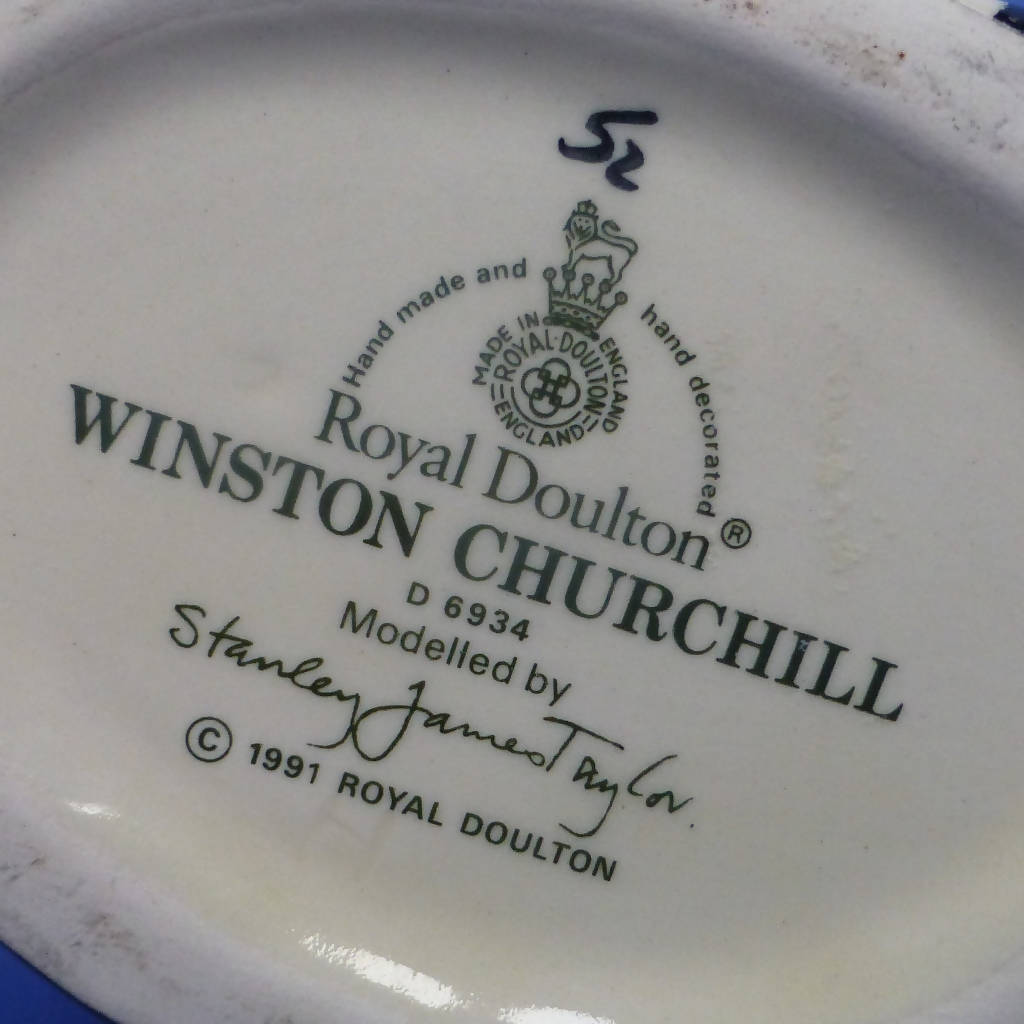 Hand made and hand decorated
MADE IN ENGLAND
ROYAL·DOULTON
ENGLAND
Royal Doulton®
WINSTON CHURCHILL
D 6934
Modelled by
Stanley James Taylor.
© 1991 ROYAL DOULTON